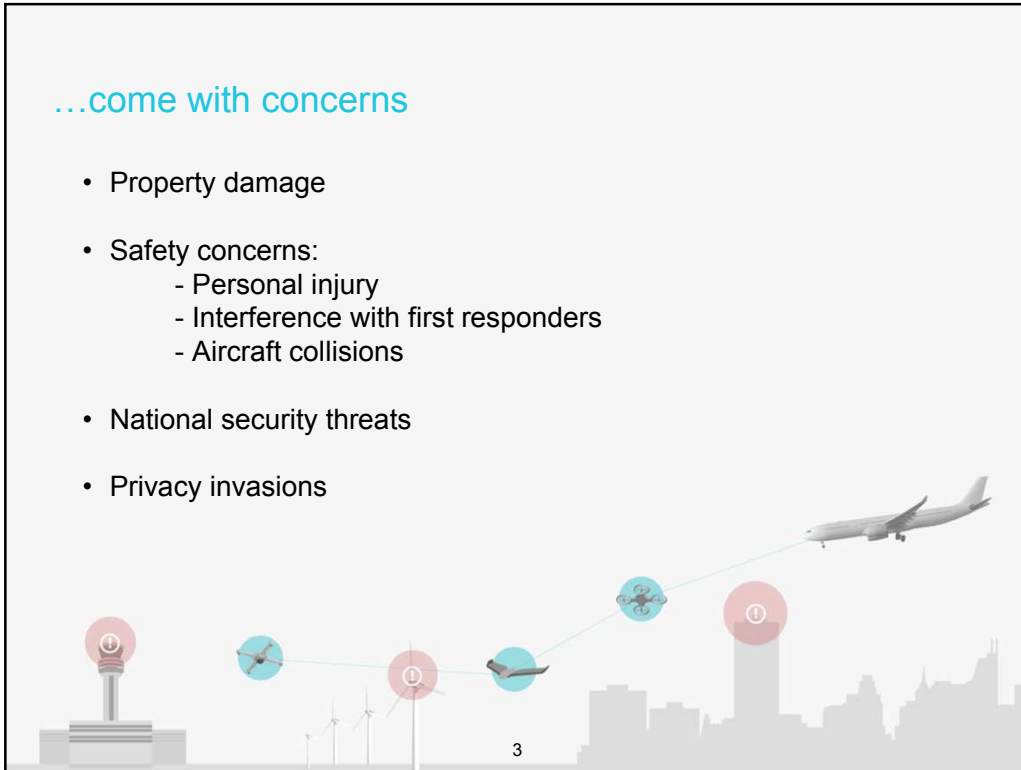 …come with concerns
• Property damage
• Safety concerns:
- Personal injury
- Interference with first responders
- Aircraft collisions
• National security threats
• Privacy invasions
3